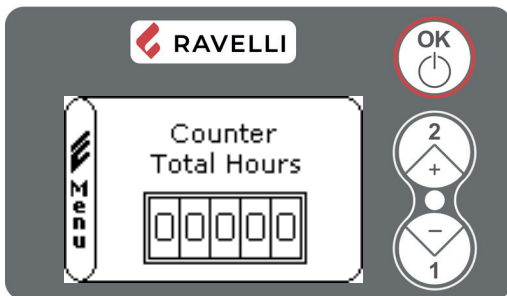 RAVELLI
OK
Counter
Total Hours
Menu
00000
2
+
-
1